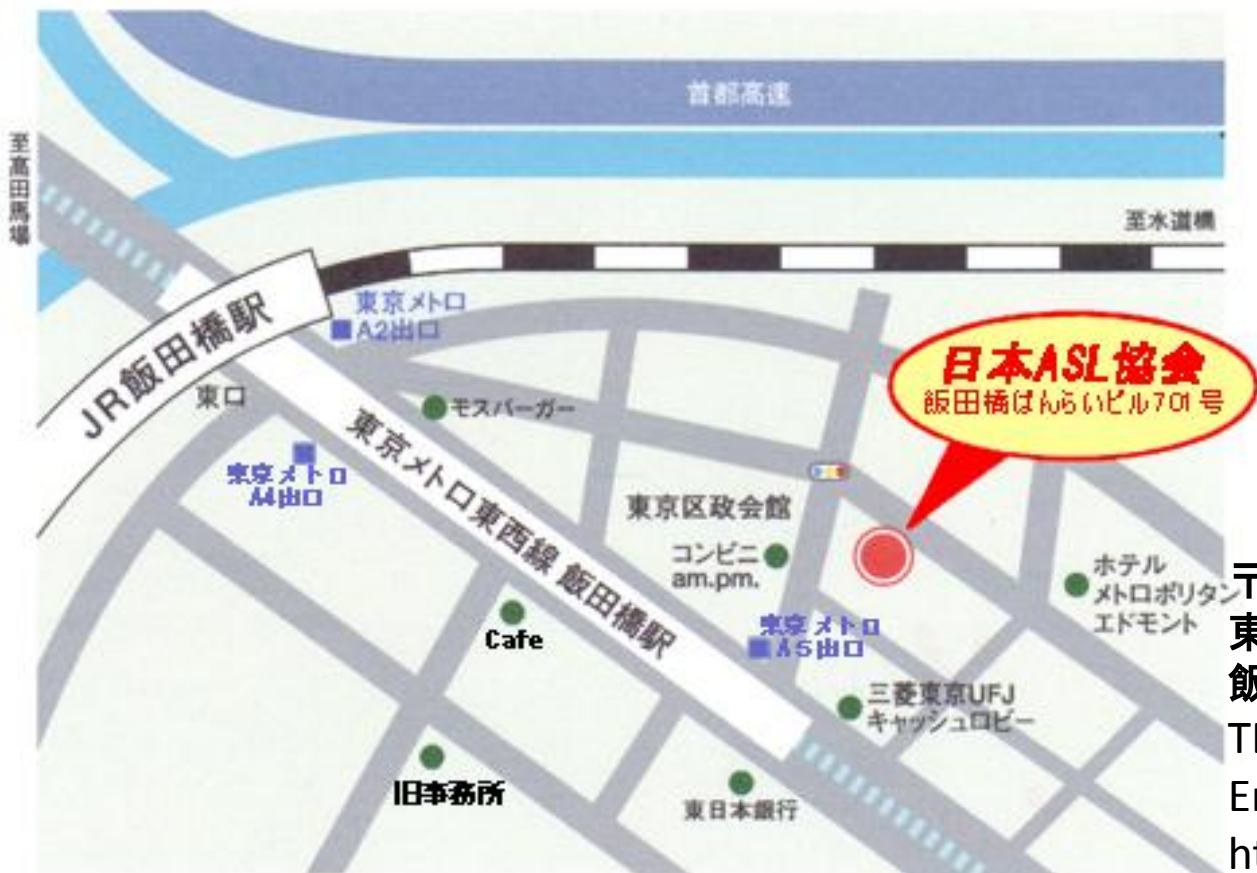 首都高速
至高田馬場
至水道橋
JR飯田橋駅
東京メトロ
A2出口
日本ASL協会
飯田橋ばんらいビル701号
東口
モスバーガー
東京メトロ
A4出口
東京メトロ東西線 飯田橋駅
東京区政会館
コンビニ
am.pm.
ホテル
メトロポリタン
エドモント
〒
東
飯
Cafe
東京メトロ
A5出口
三菱東京UFJ
キャッシュロビー
旧事務所
東日本銀行
ht